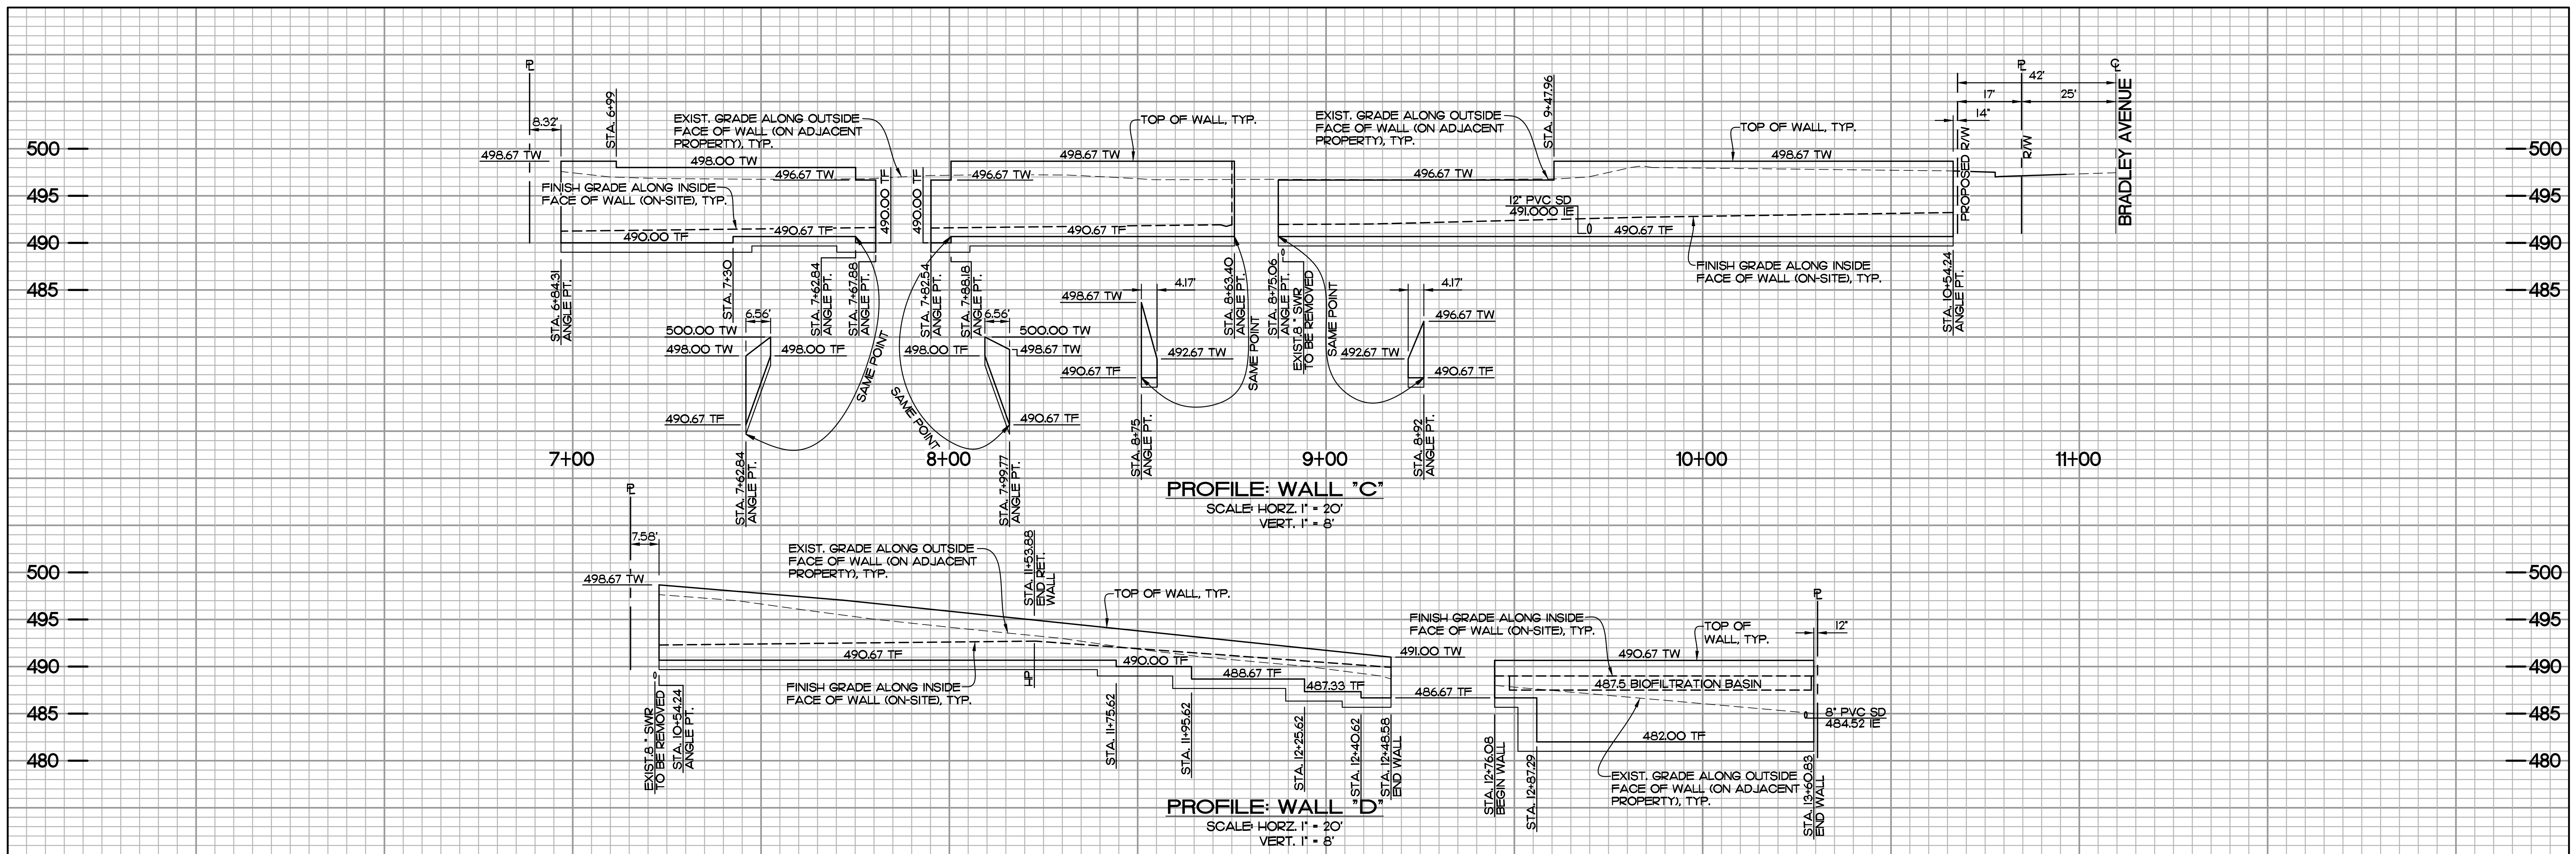 PL
8.32'
STA. 6+99
498.67 TW
EXIST. GRADE ALONG OUTSIDE
FACE OF WALL (ON ADJACENT
PROPERTY), TYP.
498.00 TW
496.67 TW
FINISH GRADE ALONG INSIDE
FACE OF WALL (ON-SITE), TYP.
490.00 TF
490.67 TF
490.00 TF
490.00 TF
TOP OF WALL, TYP.
498.67 TW
496.67 TW
490.67 TF
EXIST. GRADE ALONG OUTSIDE
FACE OF WALL (ON ADJACENT
PROPERTY), TYP.
STA. 9+47.96
TOP OF WALL, TYP.
498.67 TW
496.67 TW
12" PVC SD
491.000 IE
490.67 TF
FINISH GRADE ALONG INSIDE
FACE OF WALL (ON-SITE), TYP.
PL
CL
42'
17'
25'
14"
PROPOSED R/W
R/W
BRADLEY AVENUE
500
495
490
485
500
495
490
485
STA. 6+84.31
ANGLE PT.
STA. 7+30
STA. 7+62.84
ANGLE PT.
STA. 7+67.88
ANGLE PT.
STA. 7+82.54
ANGLE PT.
STA. 7+88.18
ANGLE PT.
STA. 8+63.40
ANGLE PT.
STA. 8+75.06
ANGLE PT.
EXIST.8 " SWR
TO BE REMOVED
STA. 10+54.24
ANGLE PT.
6.56'
500.00 TW
498.00 TW
498.00 TF
490.67 TF
SAME POINT
STA. 7+62.84
ANGLE PT.
6.56'
500.00 TW
498.00 TF
498.67 TW
490.67 TF
SAME POINT
STA. 7+99.77
ANGLE PT.
4.17'
498.67 TW
492.67 TW
490.67 TF
SAME POINT
STA. 8+75
ANGLE PT.
4.17'
496.67 TW
492.67 TW
490.67 TF
SAME POINT
STA. 8+92
ANGLE PT.
7+00
8+00
9+00
10+00
11+00
PROFILE: WALL "C"
SCALE: HORZ. 1" = 20'
VERT. 1" = 8'
PL
7.58'
498.67 TW
EXIST. GRADE ALONG OUTSIDE
FACE OF WALL (ON ADJACENT
PROPERTY), TYP.
STA. 11+53.88
END RET.
WALL
TOP OF WALL, TYP.
490.67 TF
490.00 TF
488.67 TF
487.33 TF
491.00 TW
486.67 TF
HP
FINISH GRADE ALONG INSIDE
FACE OF WALL (ON-SITE), TYP.
FINISH GRADE ALONG INSIDE
FACE OF WALL (ON-SITE), TYP.
TOP OF
WALL, TYP.
PL
12"
490.67 TW
487.5 BIOFILTRATION BASIN
8" PVC SD
484.52 IE
482.00 TF
EXIST. GRADE ALONG OUTSIDE
FACE OF WALL (ON ADJACENT
PROPERTY), TYP.
500
495
490
485
480
500
495
490
485
480
EXIST.8 " SWR
TO BE REMOVED
STA. 10+54.24
ANGLE PT.
STA. 11+75.62
STA. 11+95.62
STA. 12+25.62
STA. 12+40.62
STA. 12+48.58
END WALL
STA. 12+76.08
BEGIN WALL
STA. 12+87.29
STA. 13+60.83
END WALL
PROFILE: WALL "D"
SCALE: HORZ. 1" = 20'
VERT. 1" = 8'